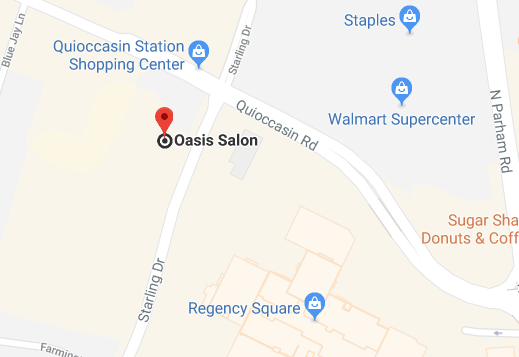 Blue Jay Ln
Staples
Quioccasin Station
Shopping Center
Starling Dr
Quioccasin Rd
Walmart Supercenter
N Parham Rd
Oasis Salon
Sugar Sha
Donuts & Coff
Starling Dr
Regency Square
Farming